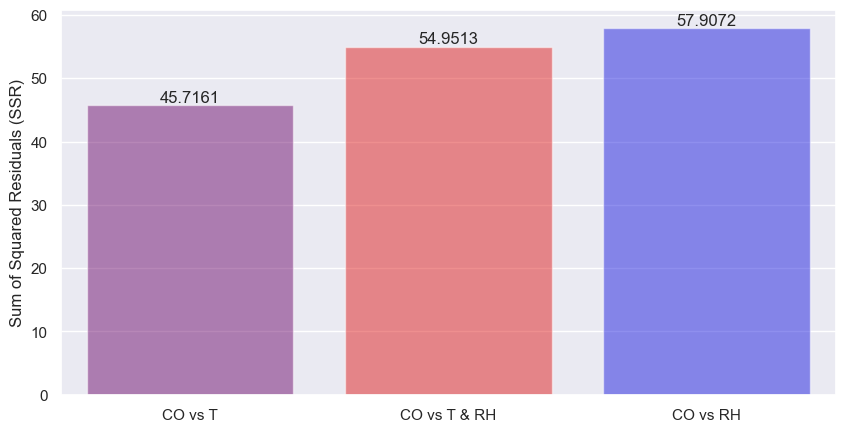 Sum of Squared Residuals (SSR)
60
50
40
30
20
10
0
45.7161
54.9513
57.9072
CO vs T
CO vs T & RH
CO vs RH